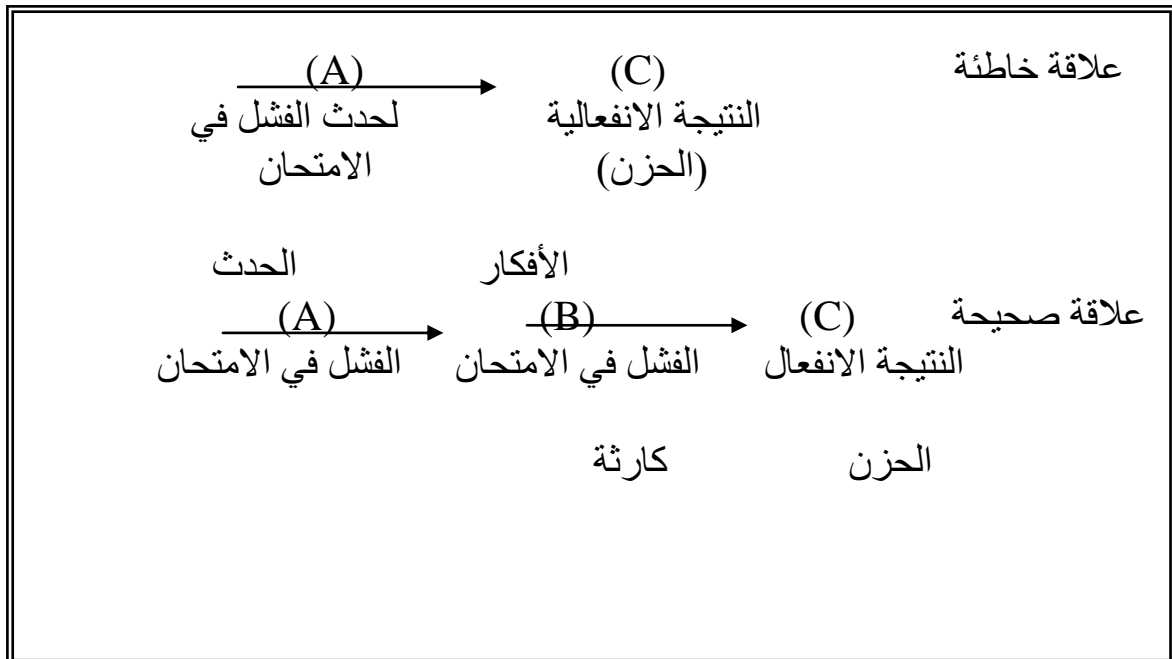 علاقة خاطئة (C) (A)
النتيجة الانفعالية لحدث الفشل في
(الحزن) الامتحان
الأفكار الحدث
علاقة صحيحة (C) (B) (A)
النتيجة الانفعال الفشل في الامتحان الفشل في الامتحان
الحزن كارثة